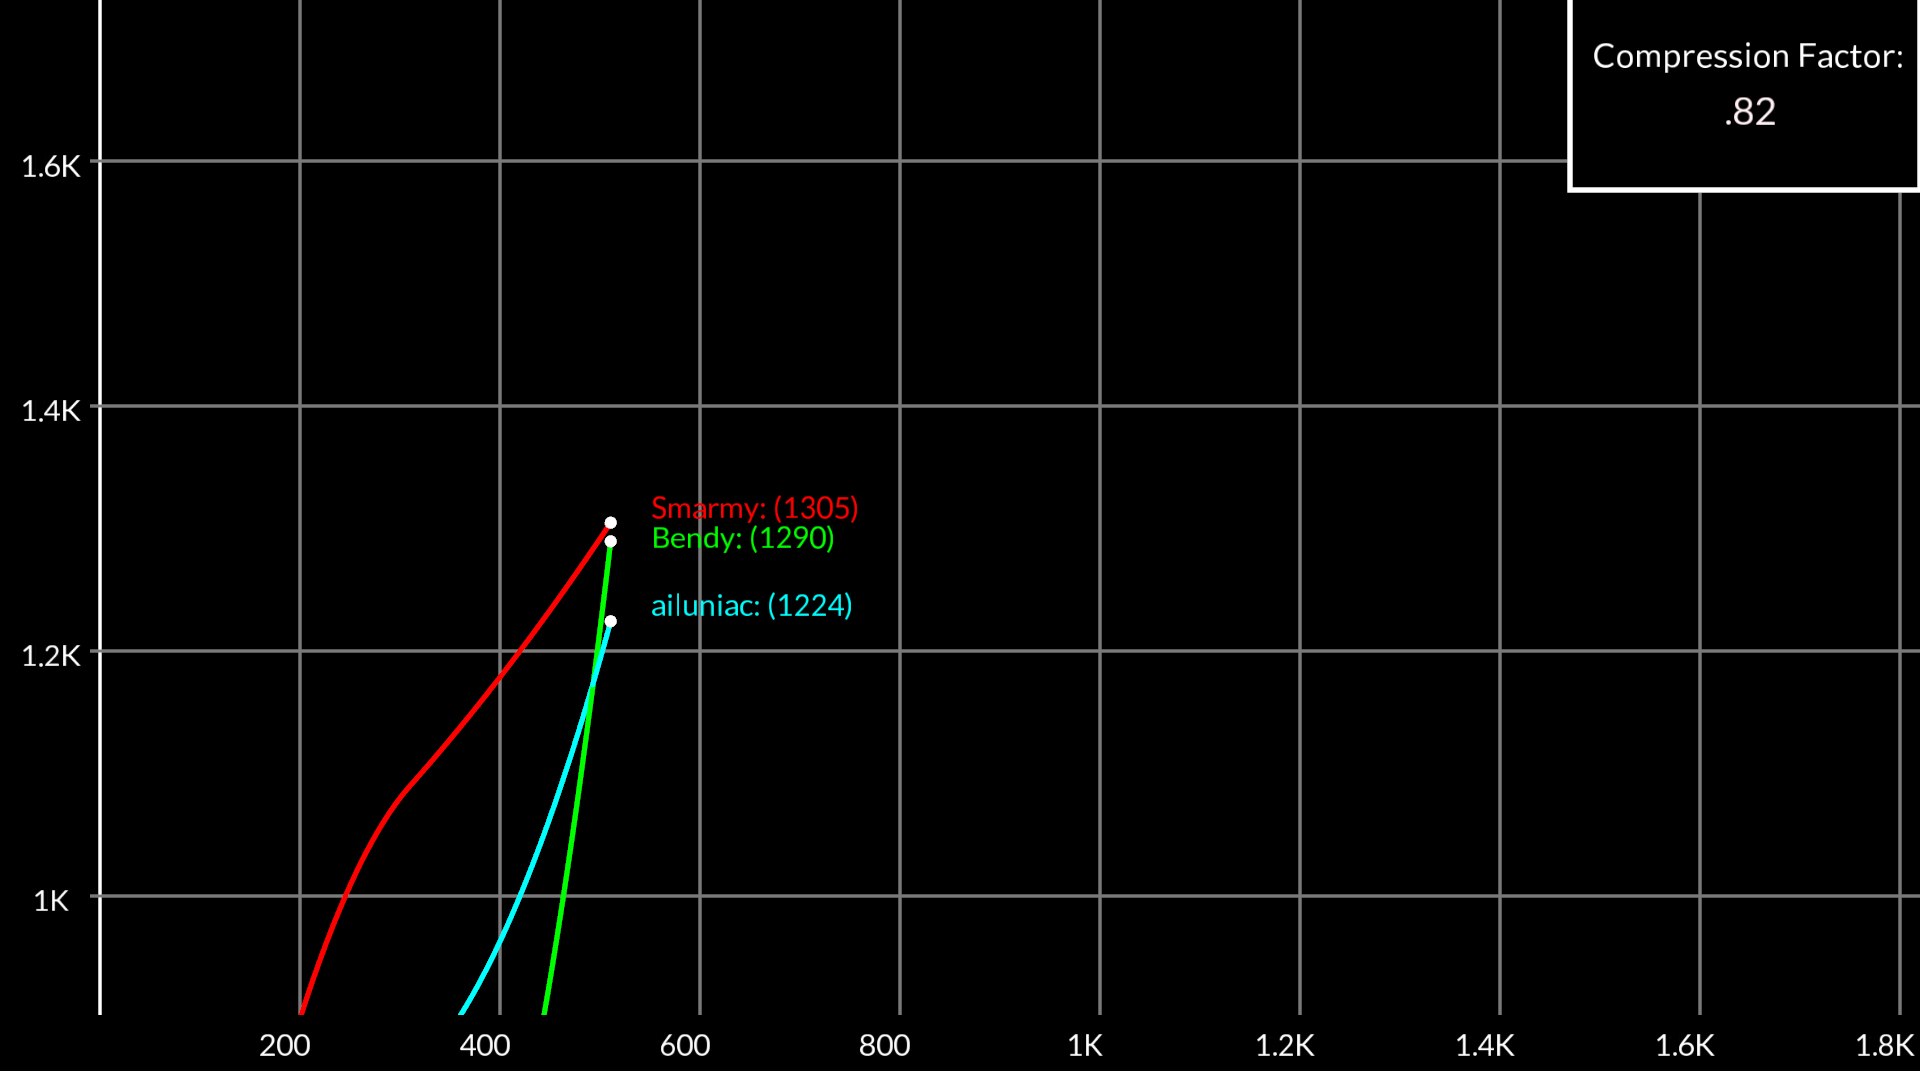 Compression Factor:
.82
1.6K
1.4K
Smarmy: (1305)
Bendy: (1290)
ailuniac: (1224)
1.2K
1K
200 400 600 800 1K 1.2K 1.4K 1.6K 1.8K